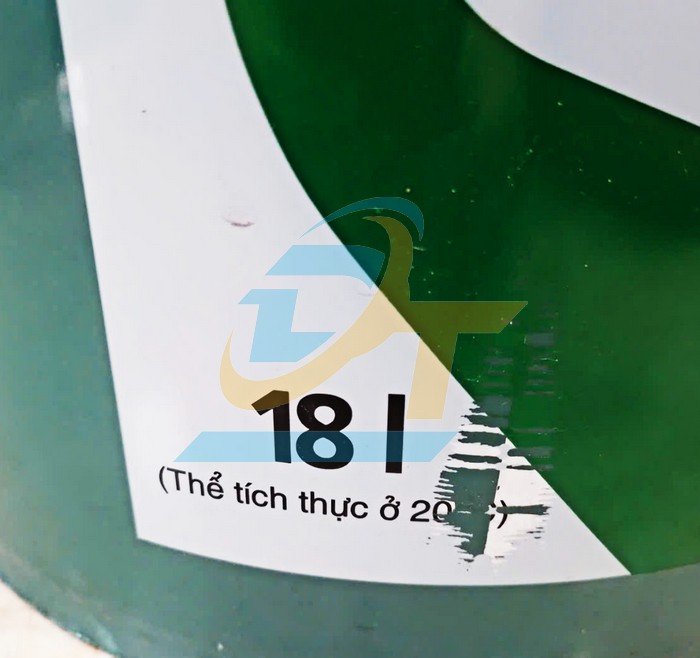 18 l
(Thể tích thực ở 20